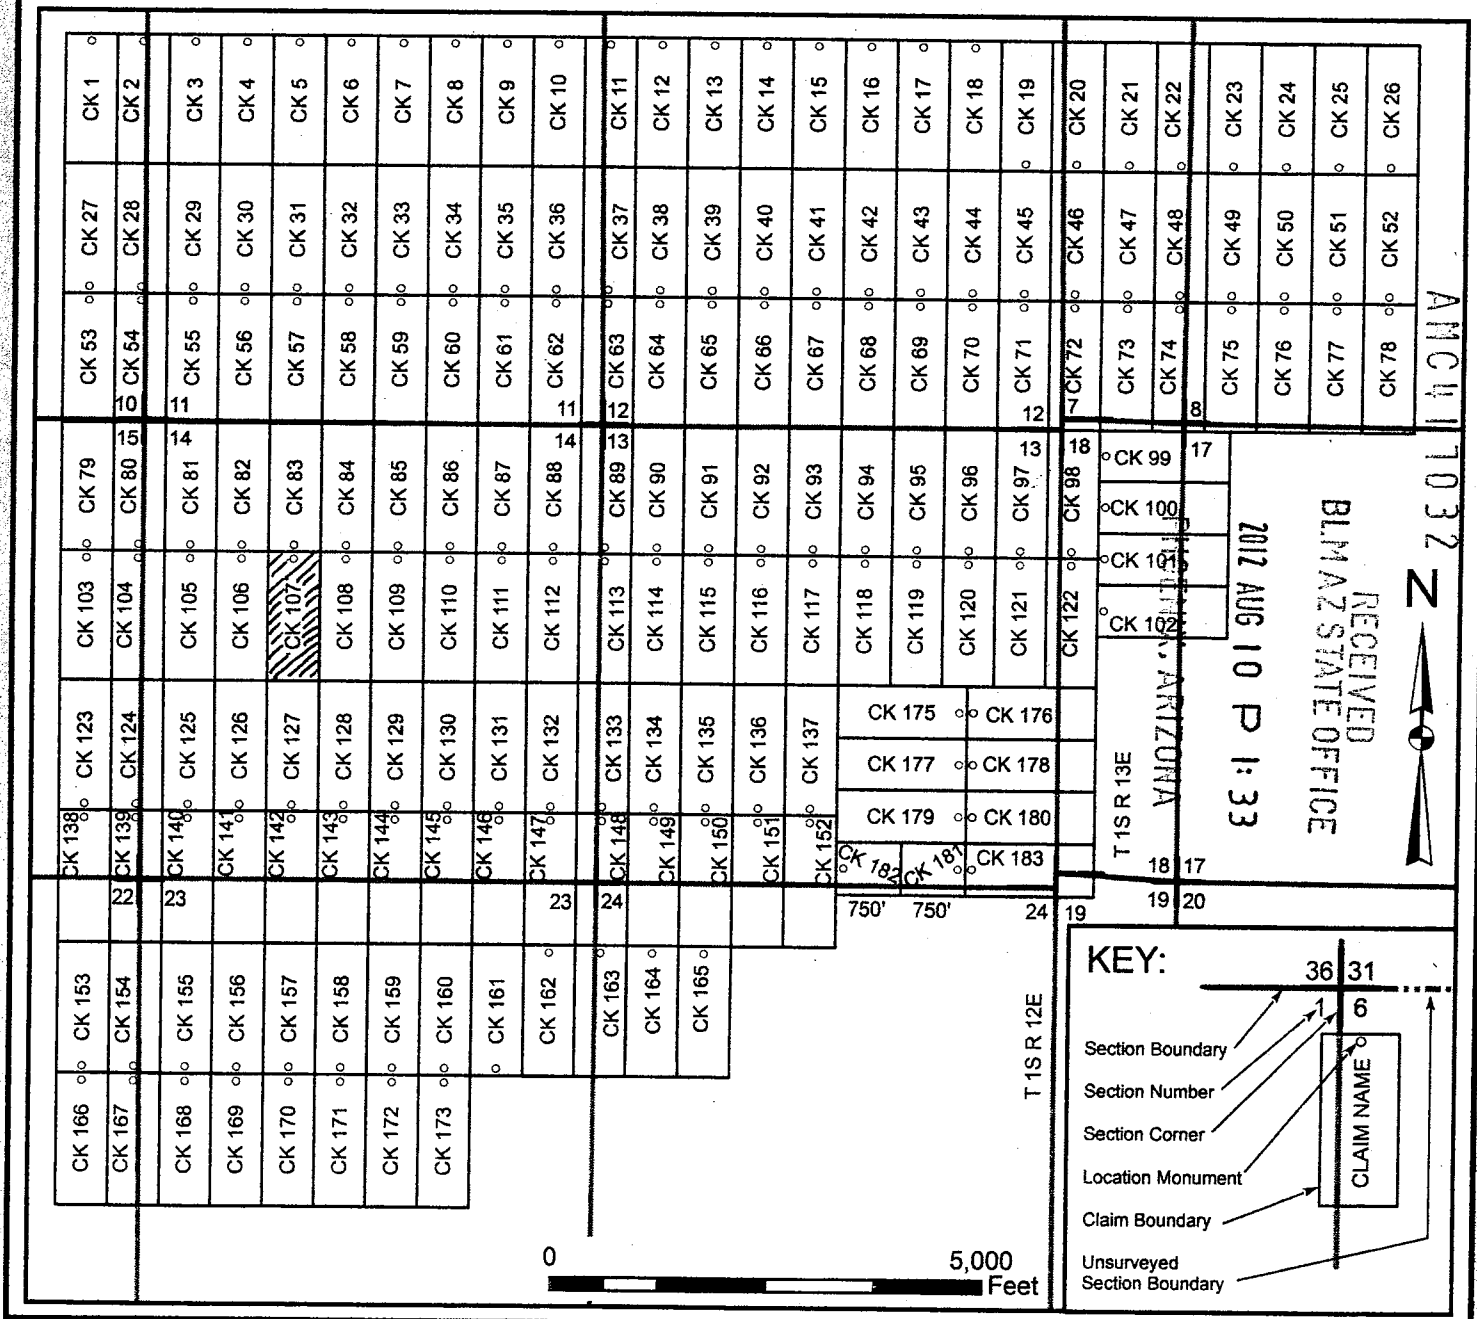 CK 1 CK 2 CK 3 CK 4 CK 5 CK 6 CK 7 CK 8 CK 9 CK 10 CK 11 CK 12 CK 13 CK 14 CK 15 CK 16 CK 17 CK 18 CK 19 CK 20 CK 21 CK 22 CK 23 CK 24 CK 25 CK 26
CK 27 CK 28 CK 29 CK 30 CK 31 CK 32 CK 33 CK 34 CK 35 CK 36 CK 37 CK 38 CK 39 CK 40 CK 41 CK 42 CK 43 CK 44 CK 45 CK 46 CK 47 CK 48 CK 49 CK 50 CK 51 CK 52
CK 53 CK 54 CK 55 CK 56 CK 57 CK 58 CK 59 CK 60 CK 61 CK 62 CK 63 CK 64 CK 65 CK 66 CK 67 CK 68 CK 69 CK 70 CK 71 CK 72 CK 73 CK 74 CK 75 CK 76 CK 77 CK 78
10 11 11 12 12 7 8
15 14 14 13 13 18 17
CK 79 CK 80 CK 81 CK 82 CK 83 CK 84 CK 85 CK 86 CK 87 CK 88 CK 89 CK 90 CK 91 CK 92 CK 93 CK 94 CK 95 CK 96 CK 97 CK 98
CK 99
CK 100
CK 101
CK 102
CK 103 CK 104 CK 105 CK 106 CK 107 CK 108 CK 109 CK 110 CK 111 CK 112 CK 113 CK 114 CK 115 CK 116 CK 117 CK 118 CK 119 CK 120 CK 121 CK 122
CK 123 CK 124 CK 125 CK 126 CK 127 CK 128 CK 129 CK 130 CK 131 CK 132 CK 133 CK 134 CK 135 CK 136 CK 137
CK 175 CK 176
CK 177 CK 178
CK 179 CK 180
CK 182 CK 181 CK 183
CK 138 CK 139 CK 140 CK 141 CK 142 CK 143 CK 144 CK 145 CK 146 CK 147 CK 148 CK 149 CK 150 CK 151 CK 152
18 17
22 23 23 24 750' 750' 24 19 19 20
CK 153 CK 154 CK 155 CK 156 CK 157 CK 158 CK 159 CK 160 CK 161 CK 162 CK 163 CK 164 CK 165
CK 166 CK 167 CK 168 CK 169 CK 170 CK 171 CK 172 CK 173
T 1S R 13E
T 1S R 12E
AMC 417032
RECEIVED
BLM AZ STATE OFFICE
2012 AUG 10 P 1:33
PHOENIX, ARIZONA
N
0 5,000
Feet
KEY:
36 31
1 6
Section Boundary
Section Number
Section Corner
Location Monument
Claim Boundary
Unsurveyed
Section Boundary
CLAIM NAME